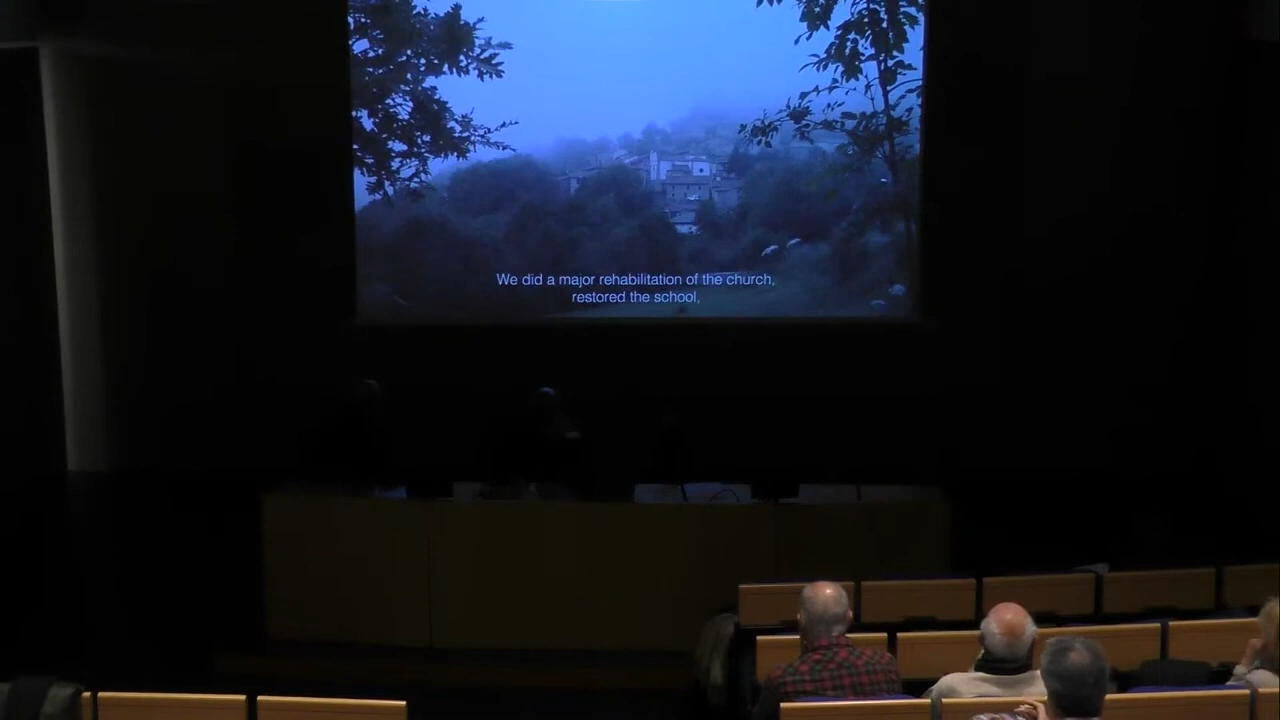 We did a major rehabilitation of the church,
restored the school,